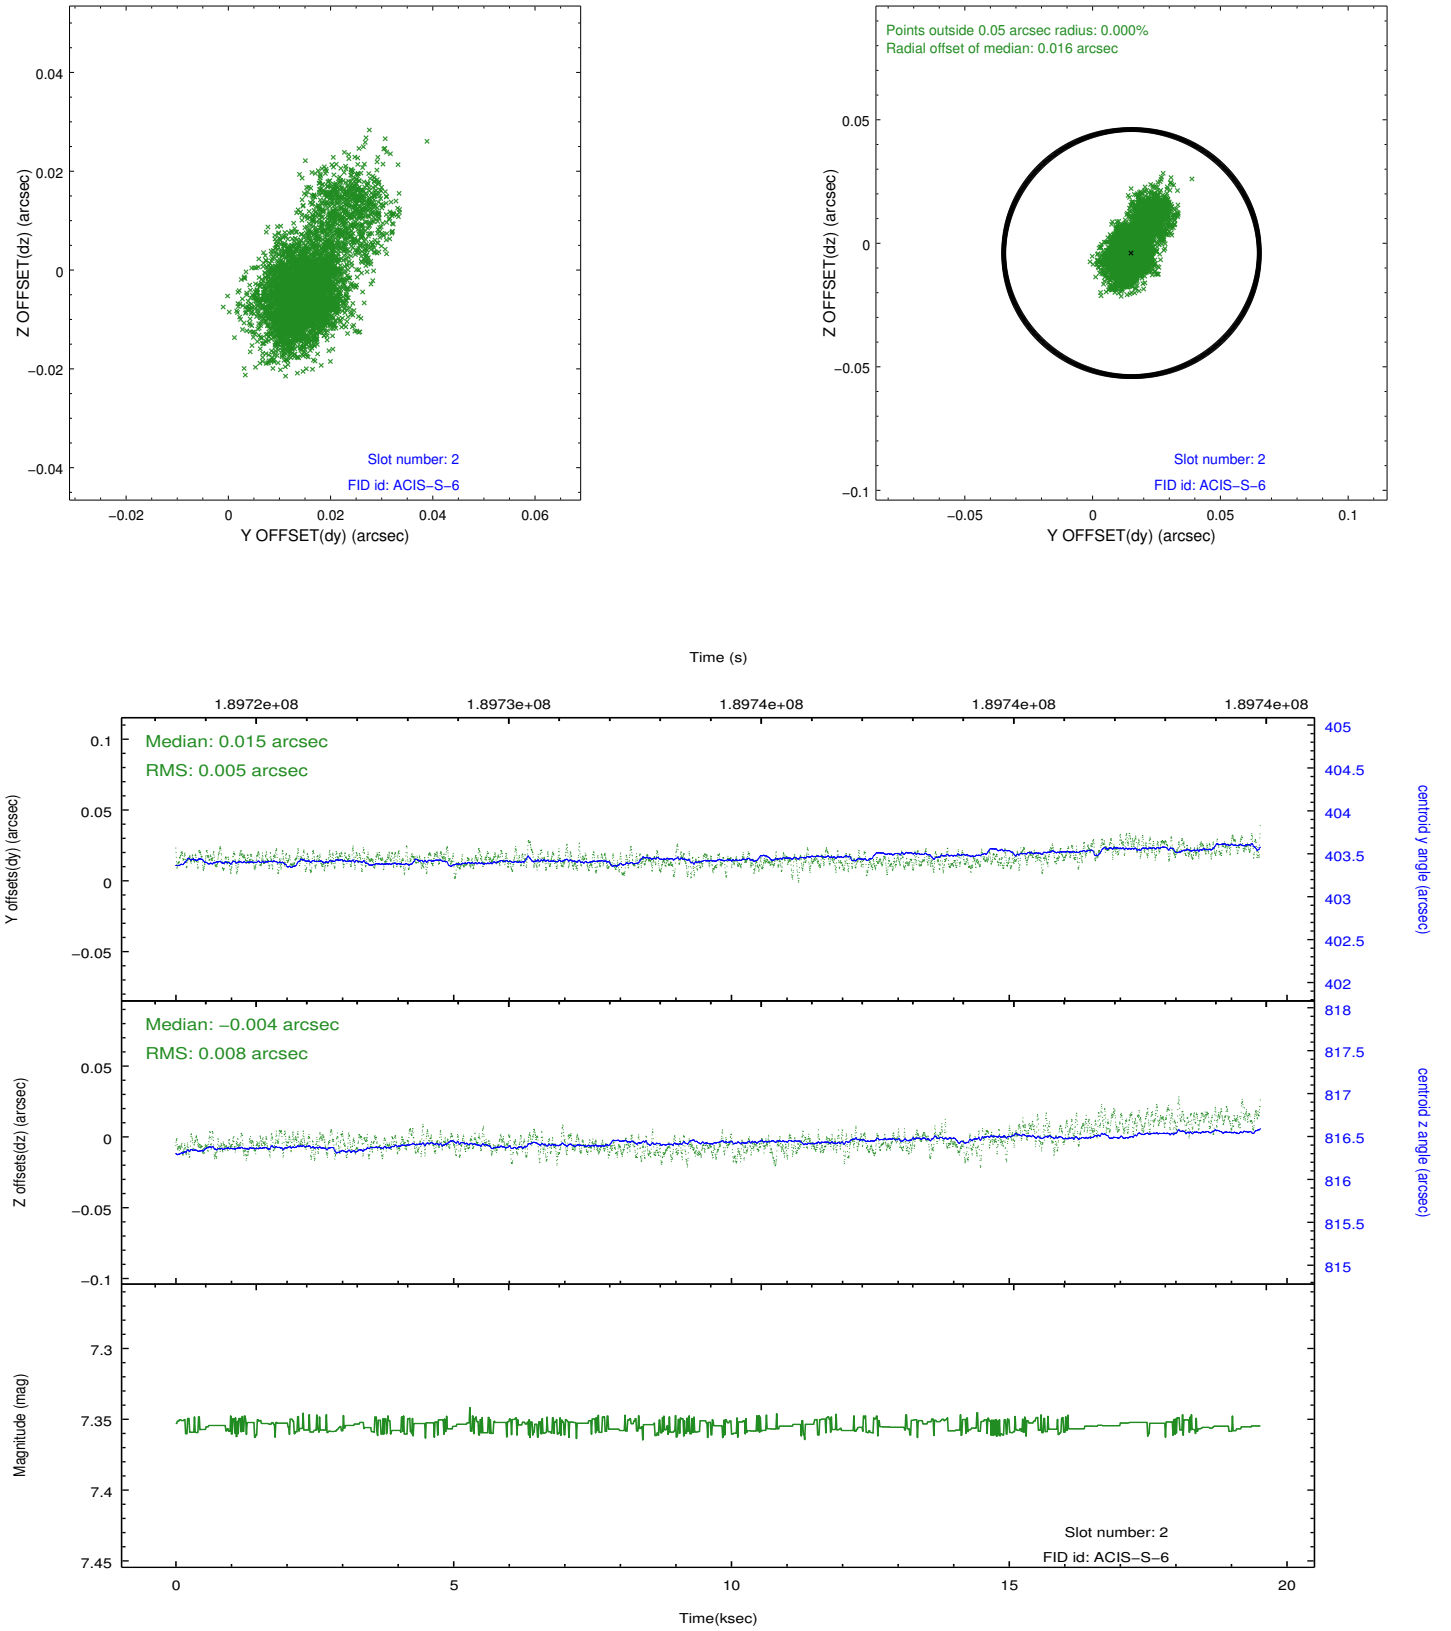 0.04
0.02
0
−0.02
−0.04
Z OFFSET(dz) (arcsec)
Slot number: 2
FID id: ACIS−S−6
−0.02
0
0.02
0.04
0.06
Y OFFSET(dy) (arcsec)
Points outside 0.05 arcsec radius: 0.000%
Radial offset of median: 0.016 arcsec
0.05
0
−0.05
−0.1
Z OFFSET(dz) (arcsec)
Slot number: 2
FID id: ACIS−S−6
−0.05
0
0.05
0.1
Y OFFSET(dy) (arcsec)
Time (s)
1.8972e+08
1.8973e+08
1.8974e+08
1.8974e+08
1.8974e+08
Median: 0.015 arcsec
RMS: 0.005 arcsec
0.1
0.05
0
−0.05
Y offsets(dy) (arcsec)
405
404.5
404
403.5
403
402.5
402
centroid y angle (arcsec)
Median: −0.004 arcsec
RMS: 0.008 arcsec
0.05
0
−0.05
−0.1
Z offsets(dz) (arcsec)
818
817.5
817
816.5
816
815.5
815
centroid z angle (arcsec)
7.3
7.35
7.4
7.45
Magnitude (mag)
Slot number: 2
FID id: ACIS−S−6
0
5
10
15
20
Time(ksec)